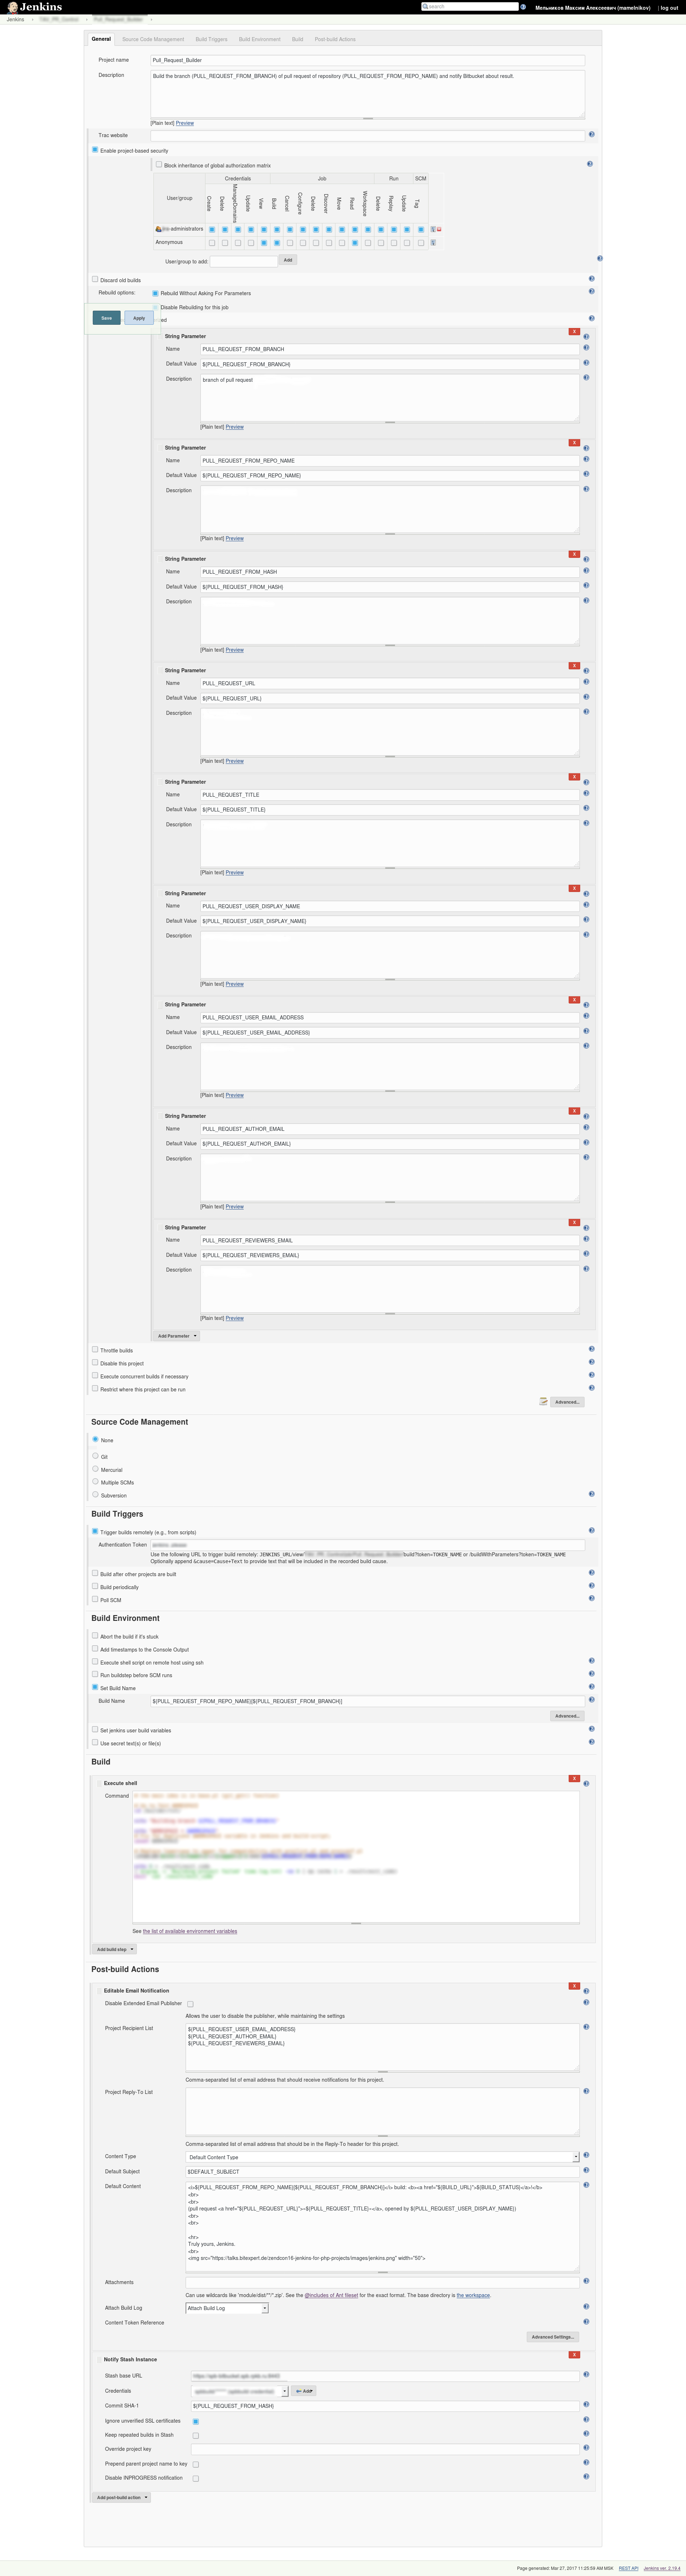 Jenkins
search
Мельников Максим Алексеевич (mamelnikov)
| log out
Jenkins
General
Source Code Management
Build Triggers
Build Environment
Build
Post-build Actions
Project name
Pull_Request_Builder
Description
Build the branch (PULL_REQUEST_FROM_BRANCH) of pull request of repository (PULL_REQUEST_FROM_REPO_NAME) and notify Bitbucket about result.
[Plain text] Preview
Trac website
Enable project-based security
Block inheritance of global authorization matrix
User/group
Credentials
Job
Run
SCM
Create
Delete
ManageDomains
Update
View
Build
Cancel
Configure
Delete
Discover
Move
Read
Workspace
Delete
Replay
Update
Tag
administrators
Anonymous
User/group to add:
Add
Discard old builds
Rebuild options:
Rebuild Without Asking For Parameters
Disable Rebuilding for this job
Save
Apply
X
String Parameter
Name
PULL_REQUEST_FROM_BRANCH
Default Value
${PULL_REQUEST_FROM_BRANCH}
Description
branch of pull request
[Plain text] Preview
X
String Parameter
Name
PULL_REQUEST_FROM_REPO_NAME
Default Value
${PULL_REQUEST_FROM_REPO_NAME}
Description
[Plain text] Preview
X
String Parameter
Name
PULL_REQUEST_FROM_HASH
Default Value
${PULL_REQUEST_FROM_HASH}
Description
[Plain text] Preview
X
String Parameter
Name
PULL_REQUEST_URL
Default Value
${PULL_REQUEST_URL}
Description
[Plain text] Preview
X
String Parameter
Name
PULL_REQUEST_TITLE
Default Value
${PULL_REQUEST_TITLE}
Description
[Plain text] Preview
X
String Parameter
Name
PULL_REQUEST_USER_DISPLAY_NAME
Default Value
${PULL_REQUEST_USER_DISPLAY_NAME}
Description
[Plain text] Preview
X
String Parameter
Name
PULL_REQUEST_USER_EMAIL_ADDRESS
Default Value
${PULL_REQUEST_USER_EMAIL_ADDRESS}
Description
[Plain text] Preview
X
String Parameter
Name
PULL_REQUEST_AUTHOR_EMAIL
Default Value
${PULL_REQUEST_AUTHOR_EMAIL}
Description
[Plain text] Preview
X
String Parameter
Name
PULL_REQUEST_REVIEWERS_EMAIL
Default Value
${PULL_REQUEST_REVIEWERS_EMAIL}
Description
[Plain text] Preview
Add Parameter
Throttle builds
Disable this project
Execute concurrent builds if necessary
Restrict where this project can be run
Advanced...
Source Code Management
None
Git
Mercurial
Multiple SCMs
Subversion
Build Triggers
Trigger builds remotely (e.g., from scripts)
Authentication Token
Use the following URL to trigger build remotely: JENKINS_URL/view/ build?token=TOKEN_NAME or /buildWithParameters?token=TOKEN_NAME
Optionally append &cause=Cause+Text to provide text that will be included in the recorded build cause.
Build after other projects are built
Build periodically
Poll SCM
Build Environment
Abort the build if it's stuck
Add timestamps to the Console Output
Execute shell script on remote host using ssh
Run buildstep before SCM runs
Set Build Name
Build Name
${PULL_REQUEST_FROM_REPO_NAME}[${PULL_REQUEST_FROM_BRANCH}]
Advanced...
Set jenkins user build variables
Use secret text(s) or file(s)
Build
X
Execute shell
Command
See the list of available environment variables
Add build step
Post-build Actions
X
Editable Email Notification
Disable Extended Email Publisher
Allows the user to disable the publisher, while maintaining the settings
Project Recipient List
${PULL_REQUEST_USER_EMAIL_ADDRESS}
${PULL_REQUEST_AUTHOR_EMAIL}
${PULL_REQUEST_REVIEWERS_EMAIL}
Comma-separated list of email address that should receive notifications for this project.
Project Reply-To List
Comma-separated list of email address that should be in the Reply-To header for this project.
Content Type
Default Content Type
Default Subject
$DEFAULT_SUBJECT
Default Content
<i>${PULL_REQUEST_FROM_REPO_NAME}[${PULL_REQUEST_FROM_BRANCH}]</i> build: <b><a href="${BUILD_URL}">${BUILD_STATUS}</a>!</b>
<br>
<br>
(pull request <a href="${PULL_REQUEST_URL}">«${PULL_REQUEST_TITLE}»</a>, opened by ${PULL_REQUEST_USER_DISPLAY_NAME})
<br>
<br>
<hr>
Truly yours, Jenkins.
<br>
<img src="https://talks.bitexpert.de/zendcon16-jenkins-for-php-projects/images/jenkins.png" width="50">
Attachments
Can use wildcards like 'module/dist/**/*.zip'. See the @includes of Ant fileset for the exact format. The base directory is the workspace.
Attach Build Log
Attach Build Log
Content Token Reference
Advanced Settings...
X
Notify Stash Instance
Stash base URL
Credentials
Add
Commit SHA-1
${PULL_REQUEST_FROM_HASH}
Ignore unverified SSL certificates
Keep repeated builds in Stash
Override project key
Prepend parent project name to key
Disable INPROGRESS notification
Add post-build action
Page generated: Mar 27, 2017 11:25:59 AM MSK
REST API
Jenkins ver. 2.19.4